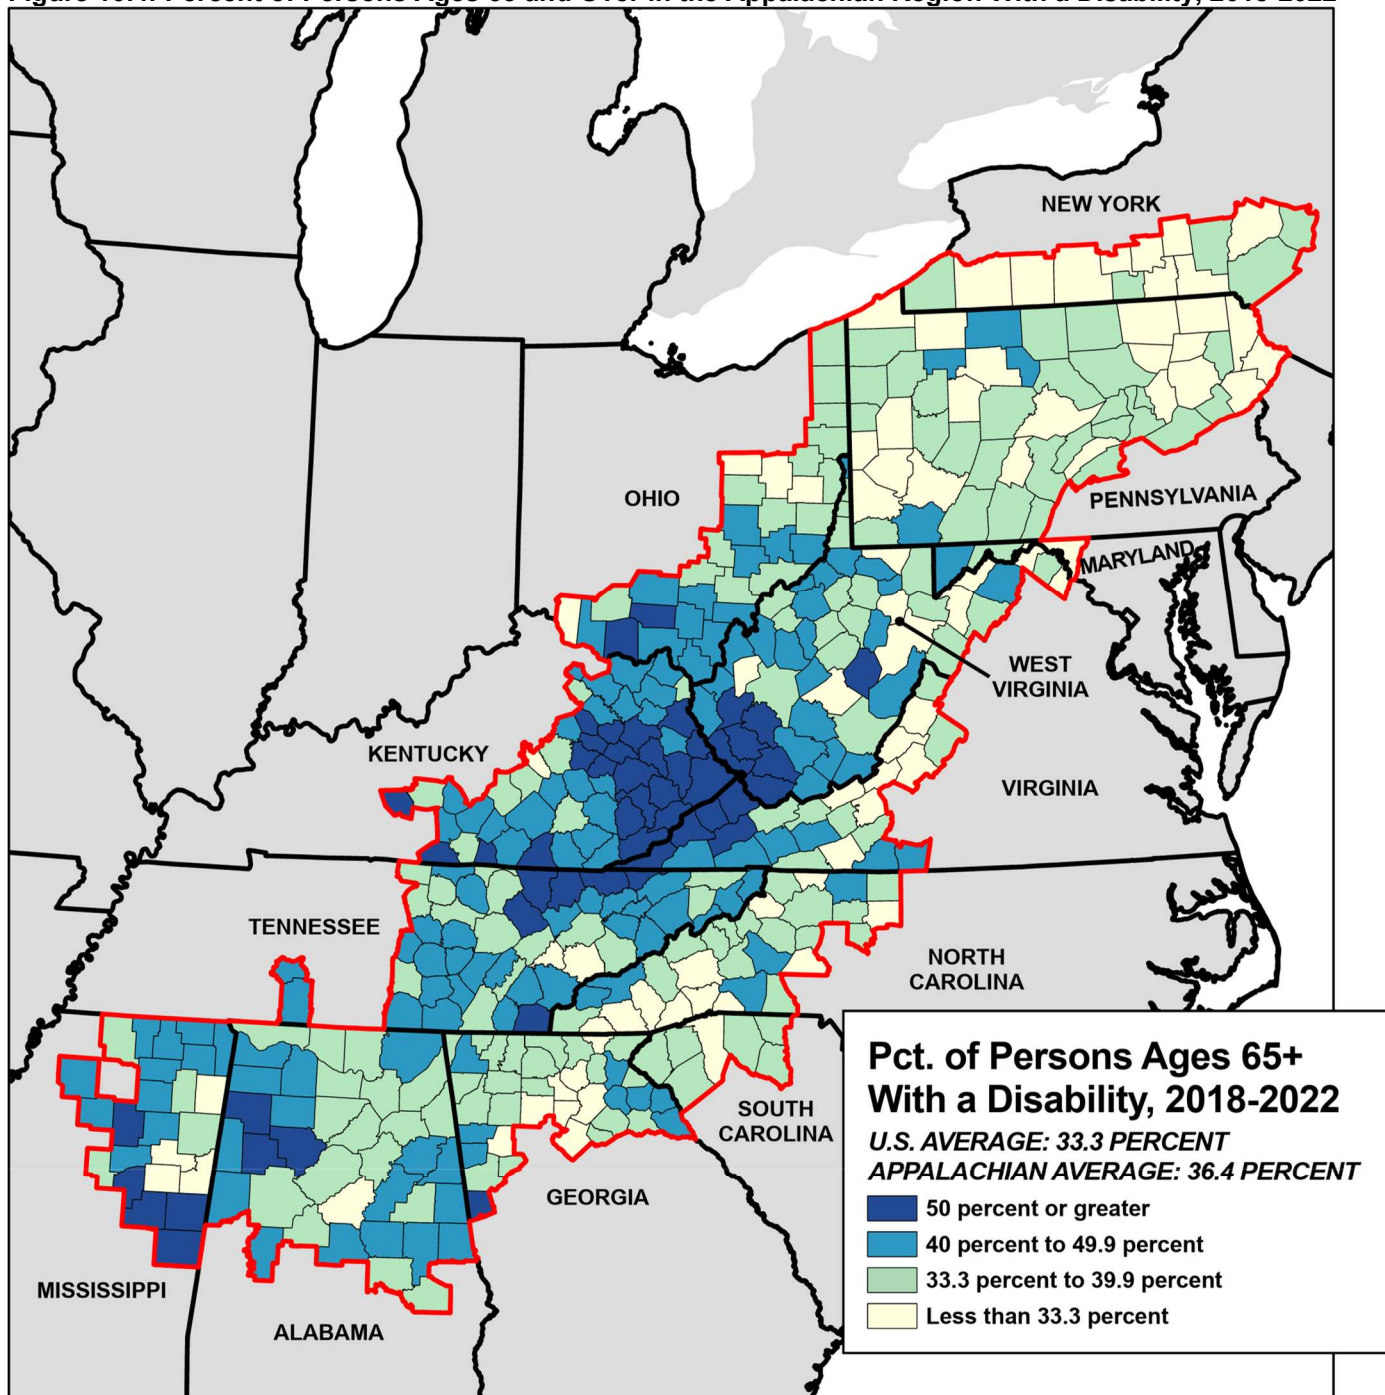 NEW YORK
OHIO
PENNSYLVANIA
MARYLAND
WEST
VIRGINIA
KENTUCKY
VIRGINIA
TENNESSEE
NORTH
CAROLINA
SOUTH
CAROLINA
GEORGIA
MISSISSIPPI
ALABAMA
Pct. of Persons Ages 65+
With a Disability, 2018-2022
U.S. AVERAGE: 33.3 PERCENT
APPALACHIAN AVERAGE: 36.4 PERCENT
50 percent or greater
40 percent to 49.9 percent
33.3 percent to 39.9 percent
Less than 33.3 percent